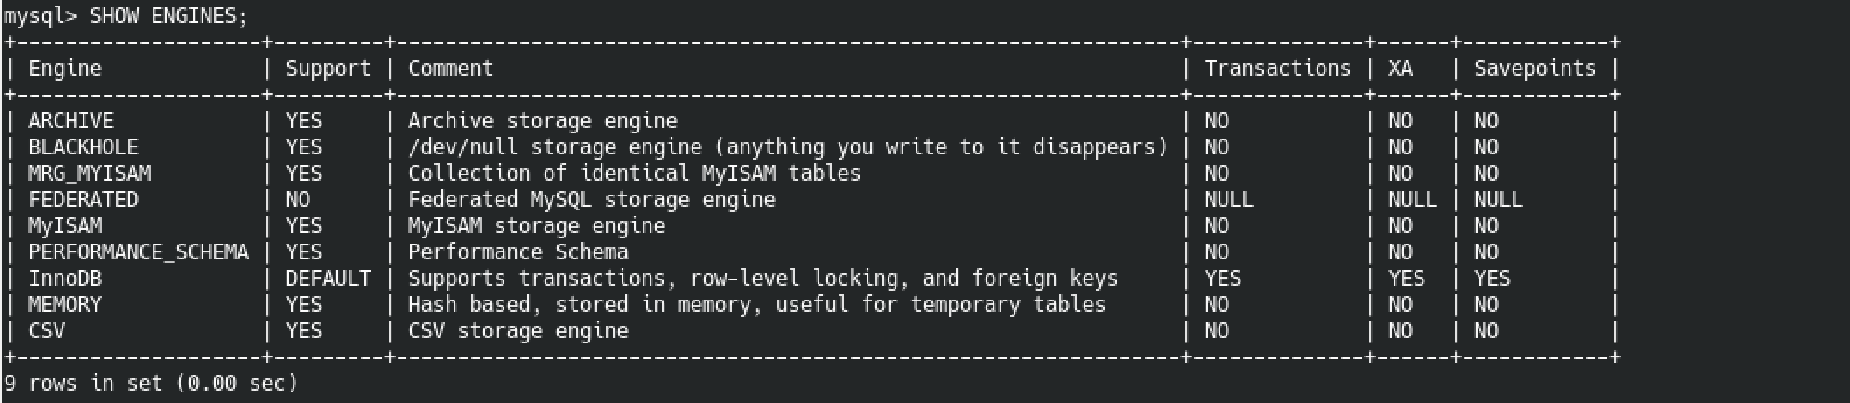 mysql> SHOW ENGINES;
+--------------------+---------+----------------------------------------------------------------+--------------+------+------------+
| Engine             | Support | Comment                                                        | Transactions | XA   | Savepoints |
+--------------------+---------+----------------------------------------------------------------+--------------+------+------------+
| ARCHIVE            | YES     | Archive storage engine                                         | NO           | NO   | NO         |
| BLACKHOLE          | YES     | /dev/null storage engine (anything you write to it disappears) | NO           | NO   | NO         |
| MRG_MYISAM         | YES     | Collection of identical MyISAM tables                          | NO           | NO   | NO         |
| FEDERATED          | NO      | Federated MySQL storage engine                                 | NULL         | NULL | NULL       |
| MyISAM             | YES     | MyISAM storage engine                                          | NO           | NO   | NO         |
| PERFORMANCE_SCHEMA | YES     | Performance Schema                                             | NO           | NO   | NO         |
| InnoDB             | DEFAULT | Supports transactions, row-level locking, and foreign keys     | YES          | YES  | YES        |
| MEMORY             | YES     | Hash based, stored in memory, useful for temporary tables      | NO           | NO   | NO         |
| CSV                | YES     | CSV storage engine                                             | NO           | NO   | NO         |
+--------------------+---------+----------------------------------------------------------------+--------------+------+------------+
9 rows in set (0.00 sec)